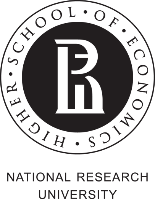 HIGHER · SCHOOL · OF · ECONOMICS ·
NATIONAL RESEARCH
UNIVERSITY